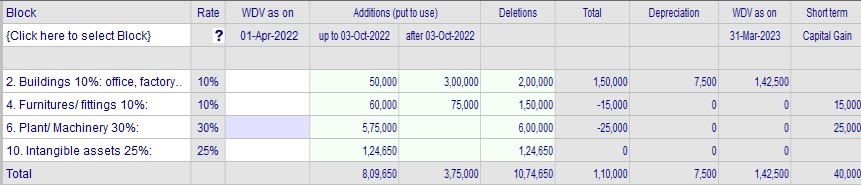 Block Rate WDV as on Additions (put to use) Deletions Total Depreciation WDV as on Short term
{Click here to select Block} ? 01-Apr-2022 up to 03-Oct-2022 after 03-Oct-2022 31-Mar-2023 Capital Gain
2. Buildings 10%: office, factory.. 10% 50,000 3,00,000 2,00,000 1,50,000 7,500 1,42,500
4. Furnitures/ fittings 10%: 10% 60,000 75,000 1,50,000 -15,000 0 0 15,000
6. Plant/ Machinery 30%: 30% 5,75,000 6,00,000 -25,000 0 0 25,000
10. Intangible assets 25%: 25% 1,24,650 1,24,650 0 0 0
Total 8,09,650 3,75,000 10,74,650 1,10,000 7,500 1,42,500 40,000